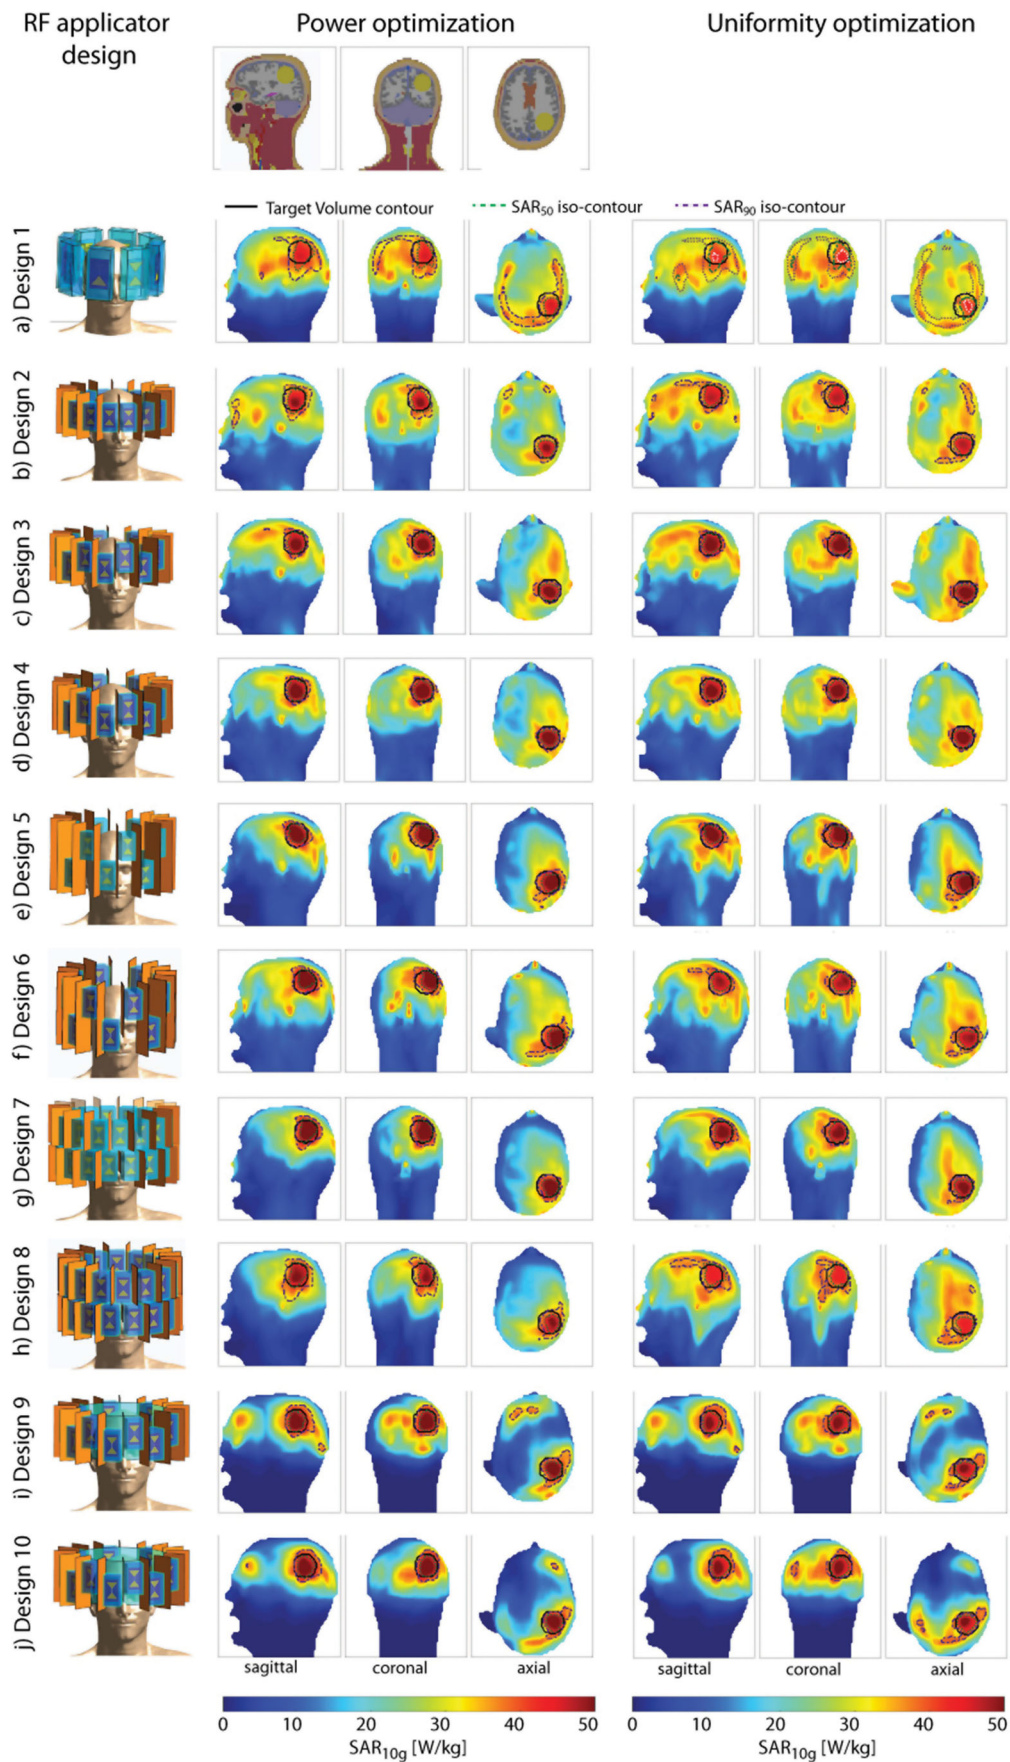 RF applicator
design
Power optimization
Uniformity optimization
Target Volume contour
SAR50 iso-contour
SAR90 iso-contour
a) Design 1
b) Design 2
c) Design 3
d) Design 4
e) Design 5
f) Design 6
g) Design 7
h) Design 8
i) Design 9
j) Design 10
sagittal
coronal
axial
sagittal
coronal
axial
0 10 20 30 40 50
SAR10g [W/kg]
0 10 20 30 40 50
SAR10g [W/kg]